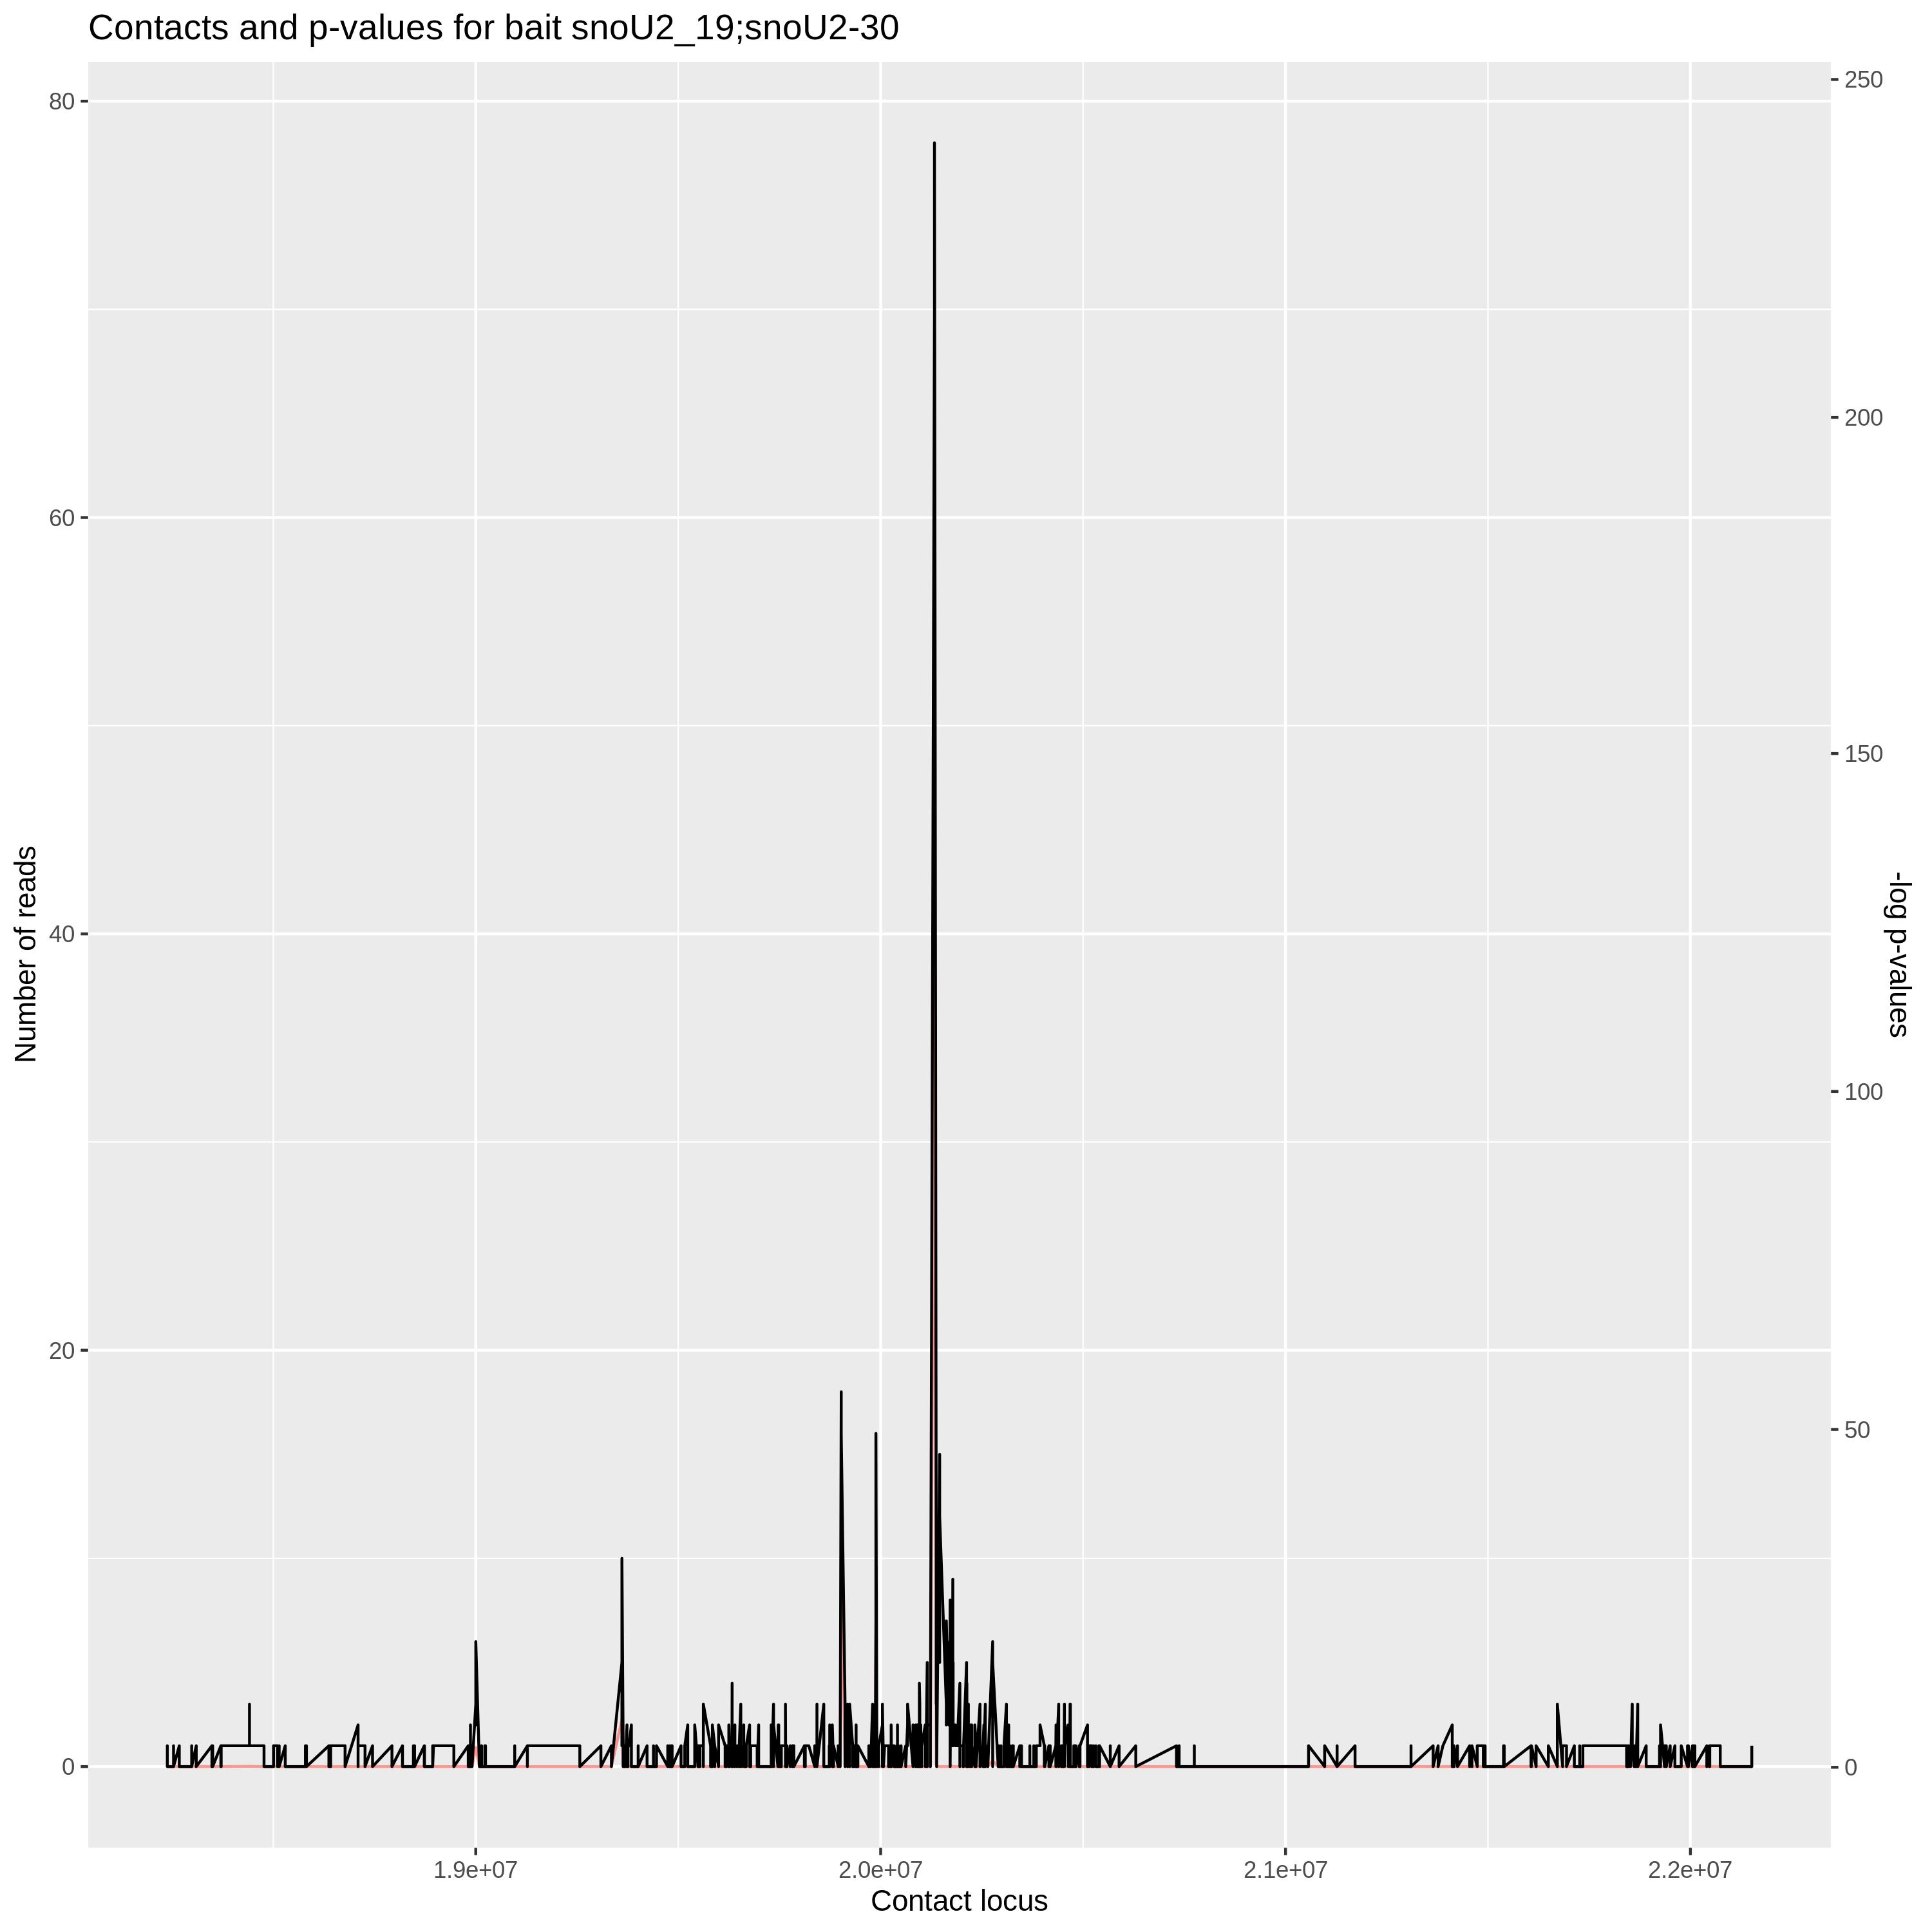 Contacts and p-values for bait snoU2_19;snoU2-30
80
60
40
20
0
Number of reads
250
200
150
100
50
0
-log p-values
1.9e+07
2.0e+07
2.1e+07
2.2e+07
Contact locus